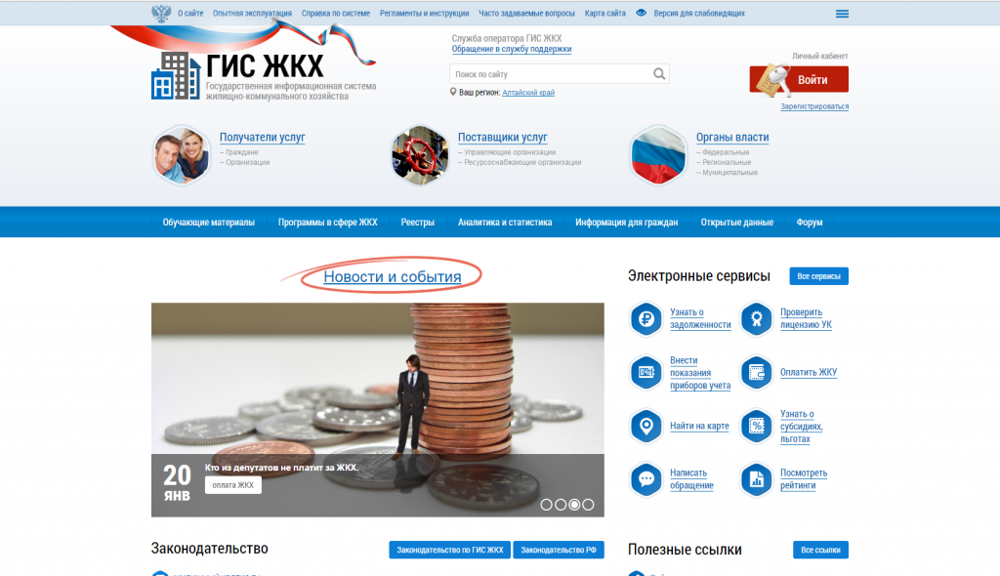 О сайте Опытная эксплуатация Справка по системе Регламенты и инструкции Часто задаваемые вопросы Карта сайта Версия для слабовидящих
ГИС ЖКХ
Государственная информационная система
жилищно-коммунального хозяйства
Служба оператора ГИС ЖКХ
Обращение в службу поддержки
Поиск по сайту
Ваш регион: Алтайский край
Личный кабинет
Войти
Зарегистрироваться
Получатели услуг
– Граждане
– Организации
Поставщики услуг
– Управляющие организации
– Ресурсоснабжающие организации
Органы власти
– Федеральные
– Региональные
– Муниципальные
Обучающие материалы Программы в сфере ЖКХ Реестры Аналитика и статистика Информация для граждан Открытые данные Форум
Новости и события
20
ЯНВ
Кто из депутатов не платит за ЖКХ.
оплата ЖКХ
Электронные сервисы Все сервисы
Узнать о
задолженности
Проверить
лицензию УК
Внести
показания
приборов учета
Оплатить ЖКУ
Найти на карте
Узнать о
субсидиях,
льготах
Написать
обращение
Посмотреть
рейтинги
Законодательство Законодательство по ГИС ЖКХ Законодательство РФ
Полезные ссылки Все ссылки